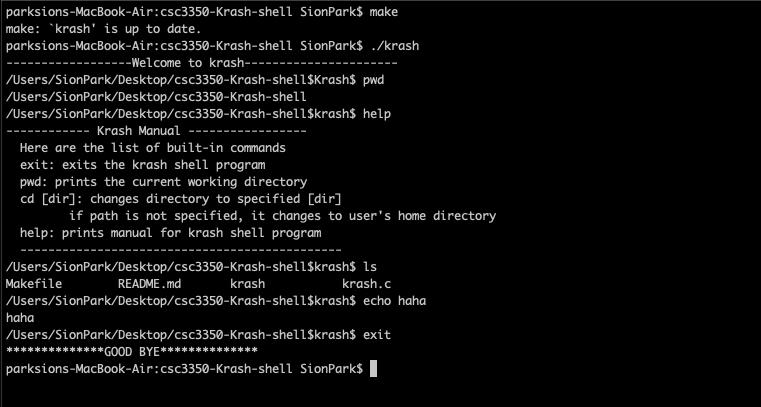 parksions-MacBook-Air:csc3350-Krash-shell SionPark$ make
make: `krash' is up to date.
parksions-MacBook-Air:csc3350-Krash-shell SionPark$ ./krash
------------------Welcome to krash----------------------
/Users/SionPark/Desktop/csc3350-Krash-shell$Krash$ pwd
/Users/SionPark/Desktop/csc3350-Krash-shell
/Users/SionPark/Desktop/csc3350-Krash-shell$krash$ help
------------ Krash Manual -----------------
  Here are the list of built-in commands
  exit: exits the krash shell program
  pwd: prints the current working directory
  cd [dir]: changes directory to specified [dir]
         if path is not specified, it changes to user's home directory
  help: prints manual for krash shell program
  ----------------------------------------------
/Users/SionPark/Desktop/csc3350-Krash-shell$krash$ ls
Makefile        README.md       krash           krash.c
/Users/SionPark/Desktop/csc3350-Krash-shell$krash$ echo haha
haha
/Users/SionPark/Desktop/csc3350-Krash-shell$krash$ exit
**************GOOD BYE**************
parksions-MacBook-Air:csc3350-Krash-shell SionPark$